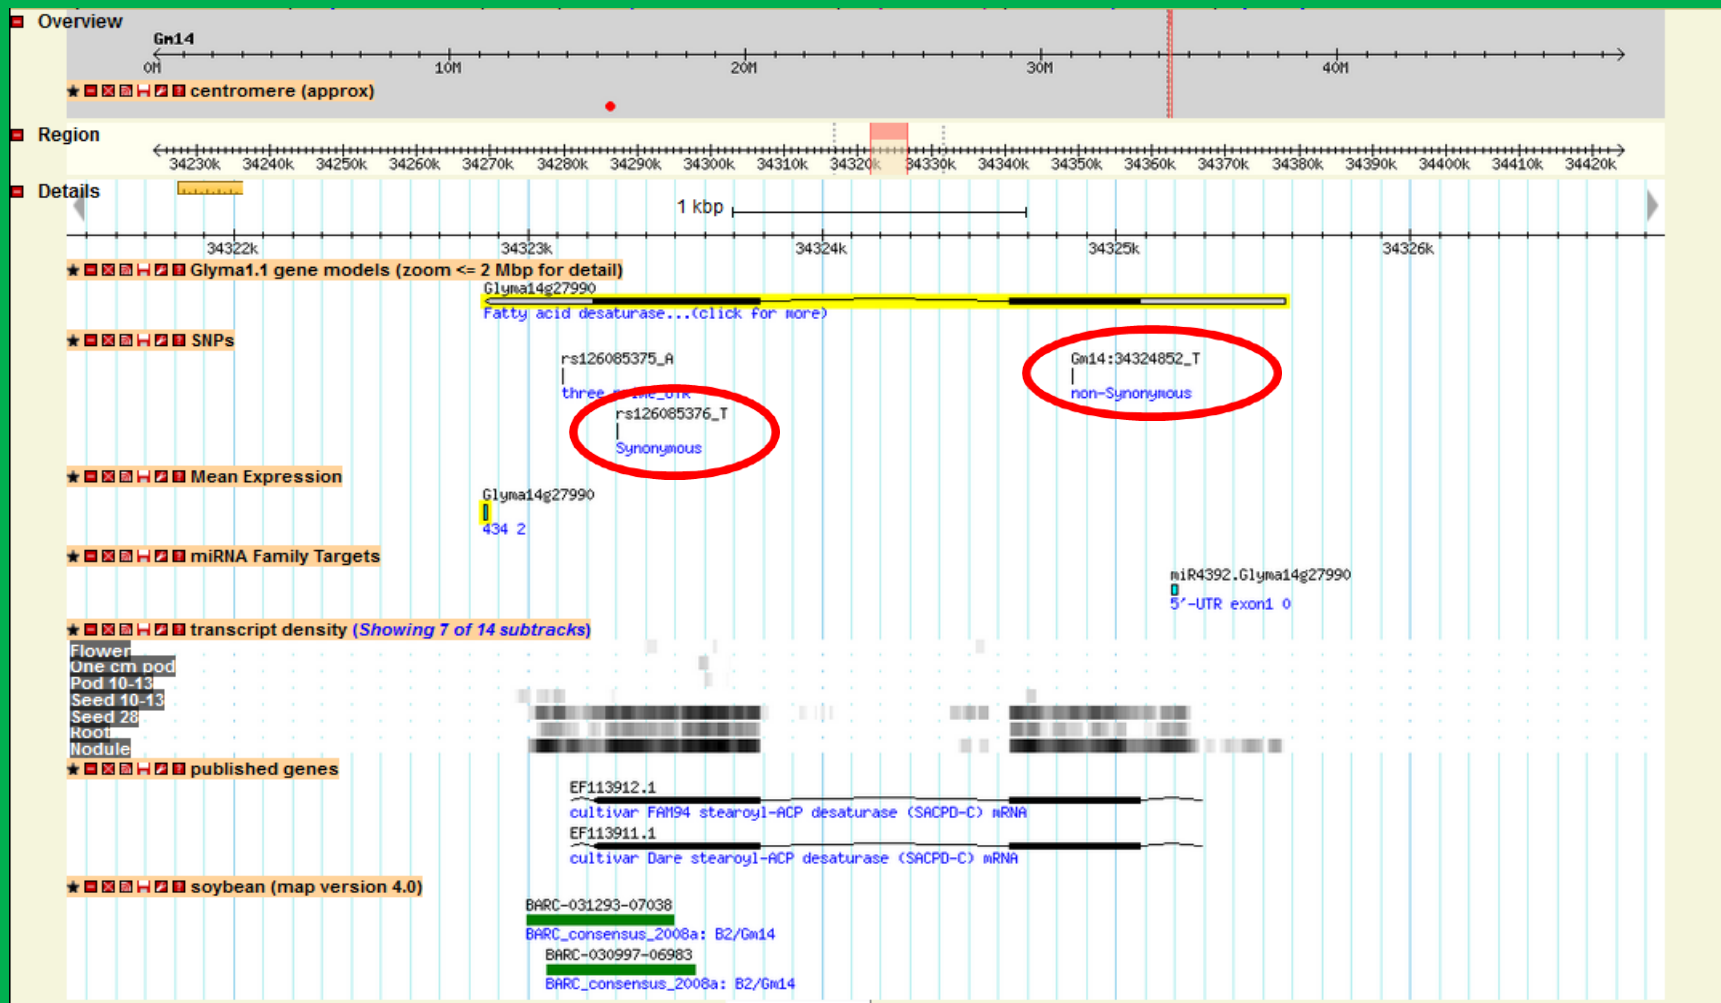 Overview
Gm14
0M 10M 20M 30M 40M
centromere (approx)
Region
34230k 34240k 34250k 34260k 34270k 34280k 34290k 34300k 34310k 34320k 34330k 34340k 34350k 34360k 34370k 34380k 34390k 34400k 34410k 34420k
Details
1 kbp
34322k 34323k 34324k 34325k 34326k
Glyma1.1 gene models (zoom <= 2 Mbp for detail)
Glyma14g27990
Fatty acid desaturase...(click for more)
SNPs
rs126085375_A Gm14:34324852_T
three_prime_UTR non-Synonymous
rs126085376_T
Synonymous
Mean Expression
Glyma14g27990
434 2
miRNA Family Targets
miR4392.Glyma14g27990
5'-UTR exon1 0
transcript density (Showing 7 of 14 subtracks)
Flower
One cm pod
Pod 10-13
Seed 10-13
Seed 28
Root
Nodule
published genes
EF113912.1
cultivar FAM94 stearoyl-ACP desaturase (SACPD-C) mRNA
EF113911.1
cultivar Dare stearoyl-ACP desaturase (SACPD-C) mRNA
soybean (map version 4.0)
BARC-031293-07038
BARC_consensus_2008a: B2/Gm14
BARC-030997-06983
BARC_consensus_2008a: B2/Gm14